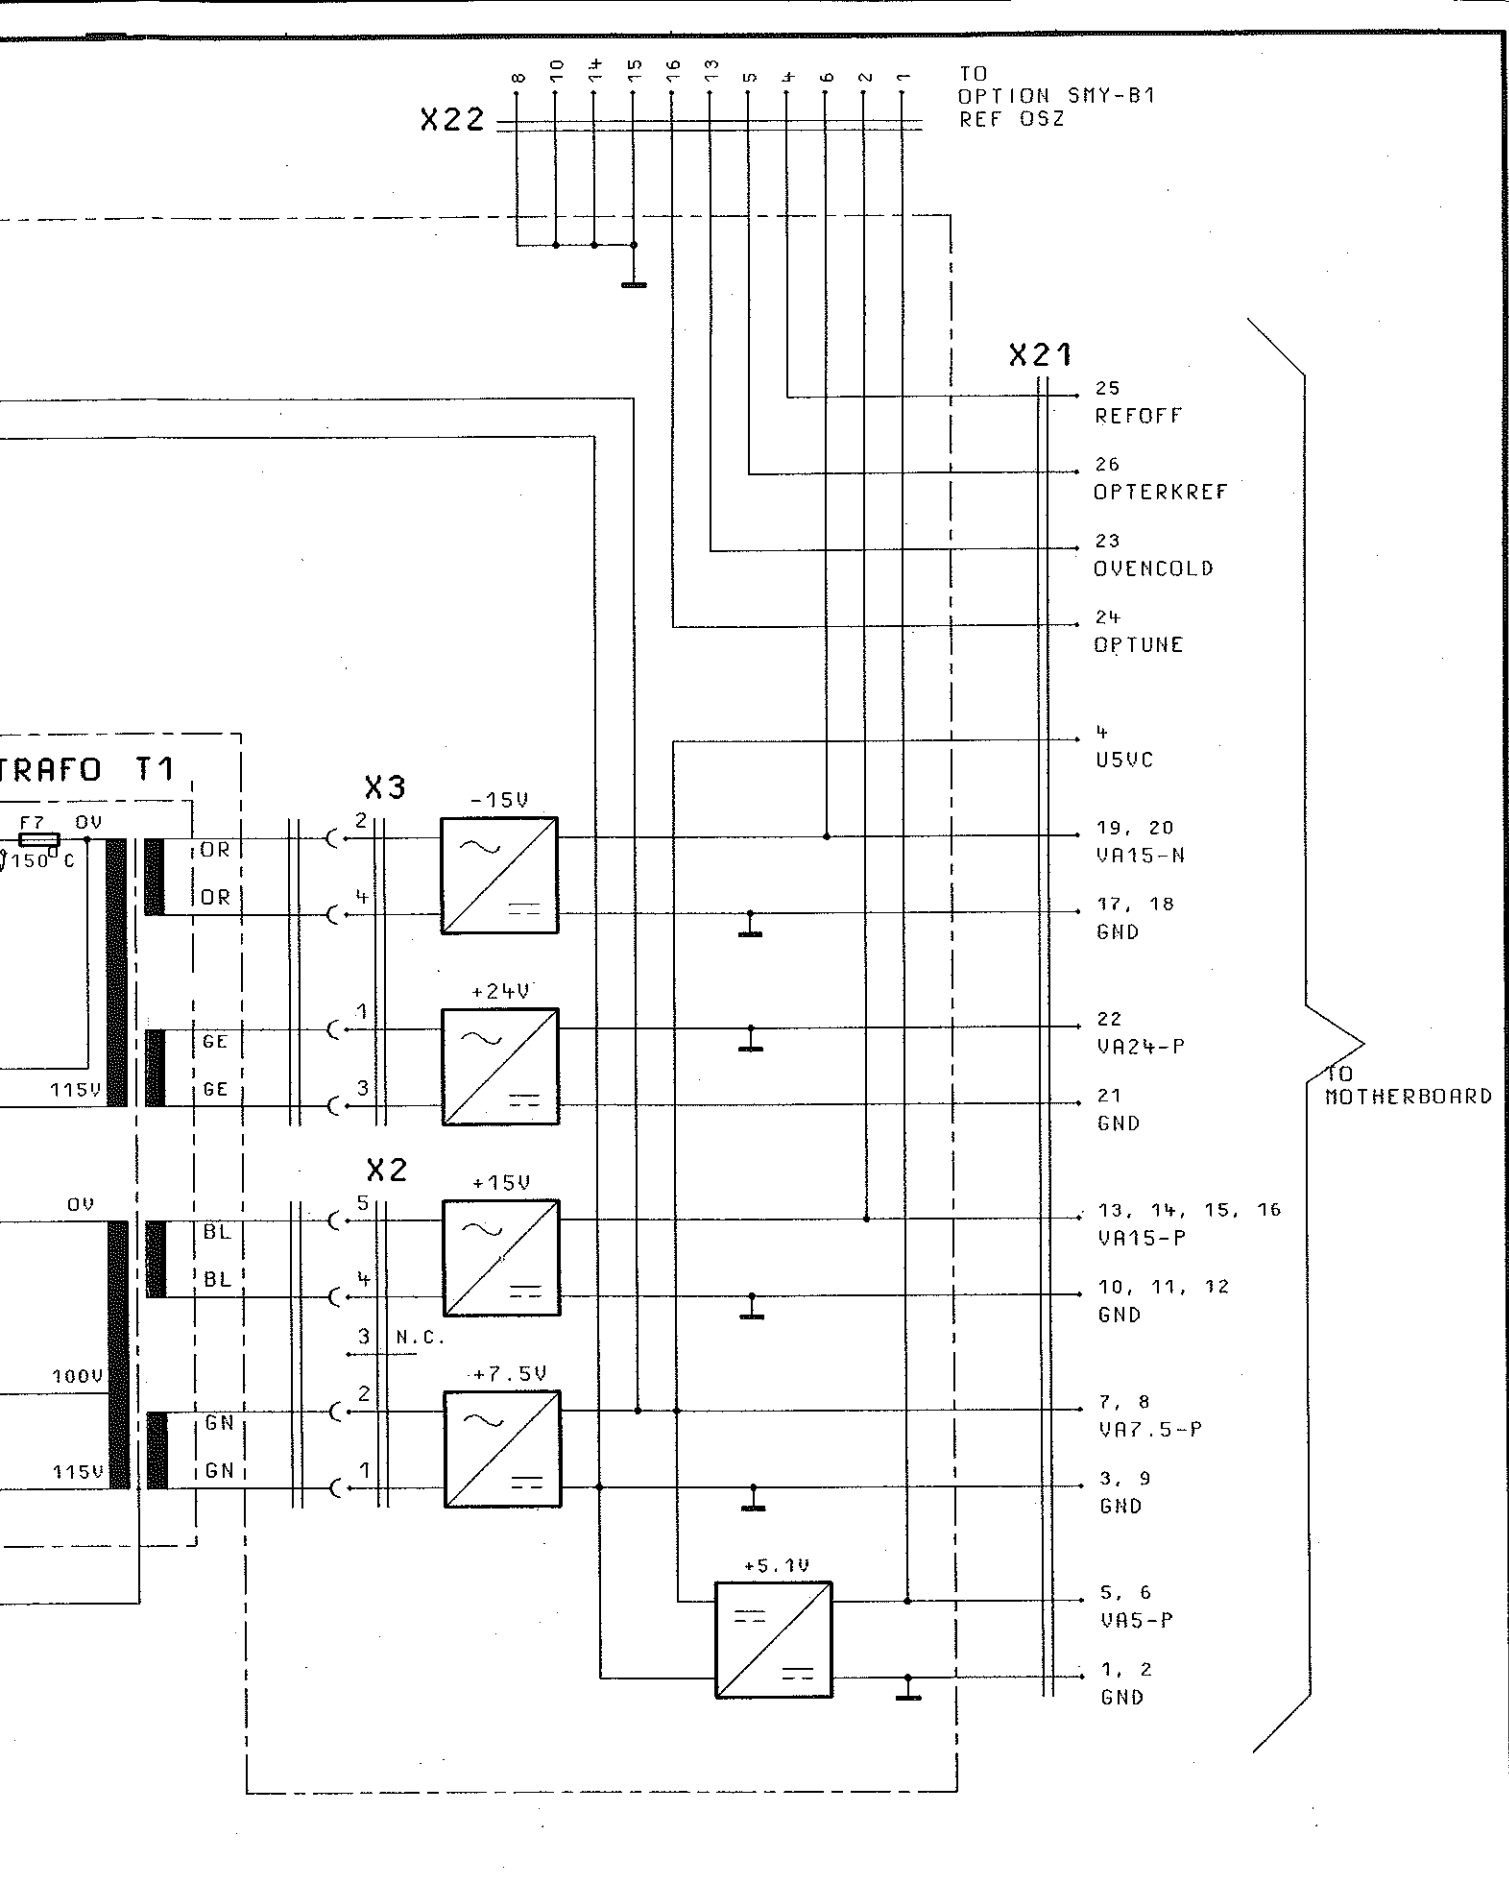 8 10 14 15 16 13 5 4 6 2 1
TO
OPTION SMY-B1
REF OSZ
X22
X21
25
REFOFF
26
OPTERKREF
23
OVENCOLD
24
OPTUNE
4
U5VC
TRAFO T1
X3
-15V
F7 0V
150°C
OR
OR
2
4
19, 20
VA15-N
17, 18
GND
+24V
1
3
GE
GE
115V
22
VA24-P
21
GND
TO
MOTHERBOARD
X2
+15V
0V
BL
BL
5
4
3 N.C.
13, 14, 15, 16
VA15-P
10, 11, 12
GND
+7.5V
100V
2
GN
GN
115V
1
7, 8
VA7.5-P
3, 9
GND
+5.1V
5, 6
VA5-P
1, 2
GND